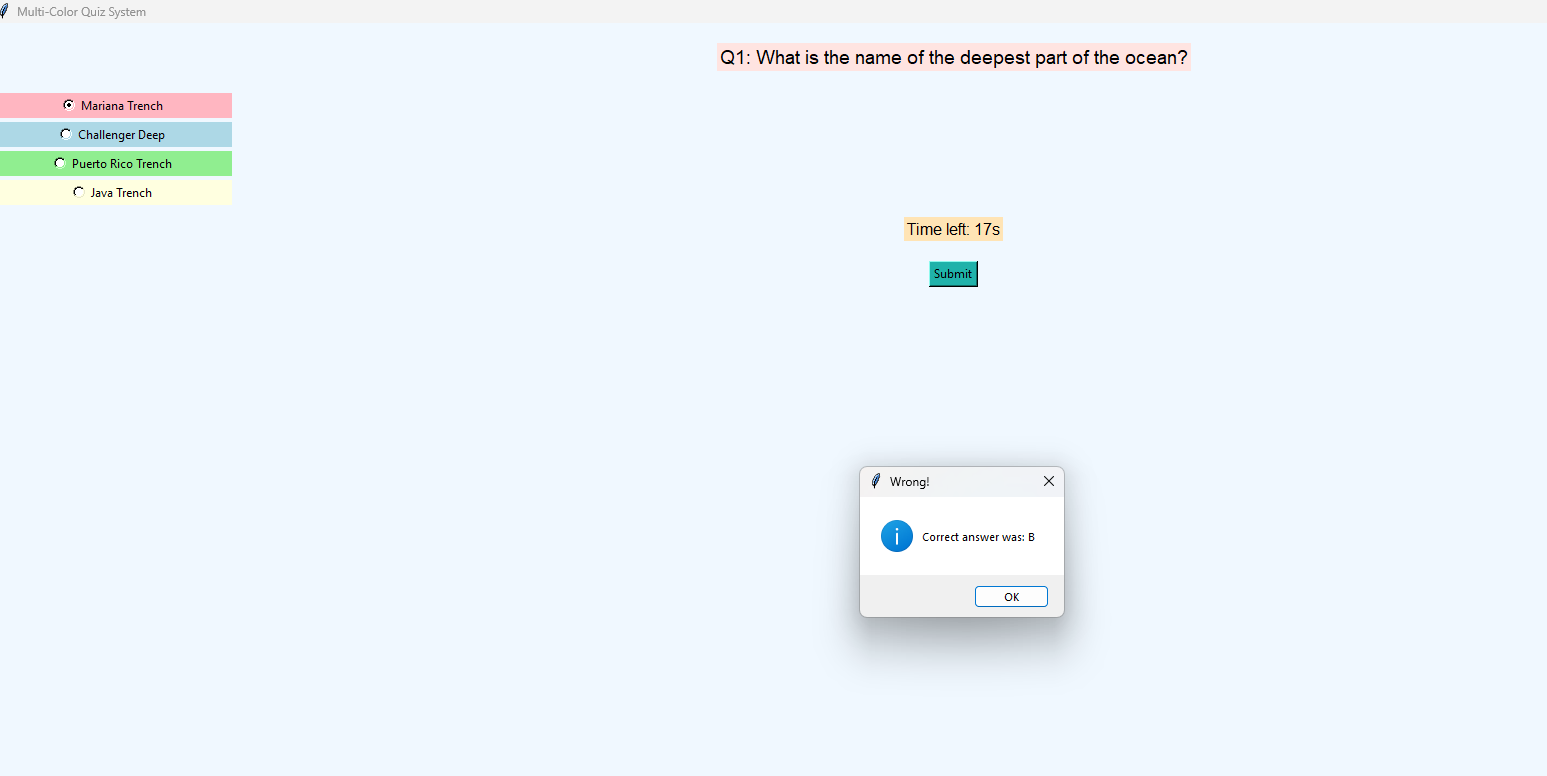 Multi-Color Quiz System
Q1: What is the name of the deepest part of the ocean?
Mariana Trench
Challenger Deep
Puerto Rico Trench
Java Trench
Time left: 17s
Submit
Wrong!
Correct answer was: B
OK